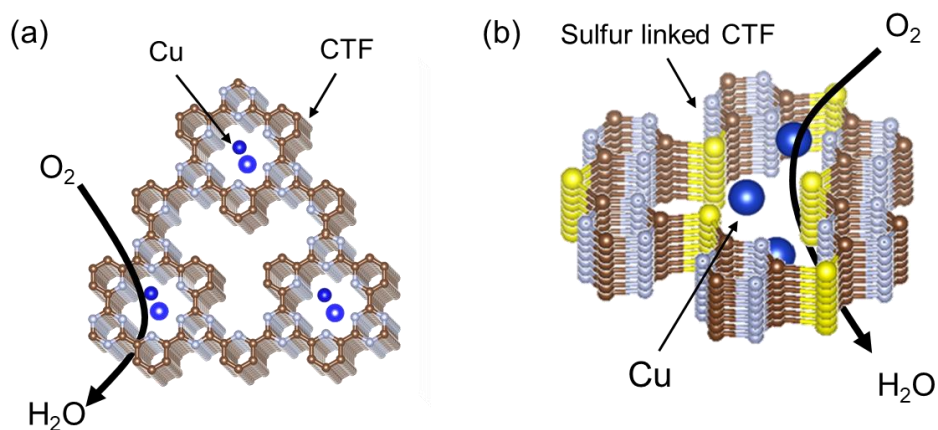 (a)
Cu
CTF
O2
H2O
(b)
Sulfur linked CTF
O2
Cu
H2O